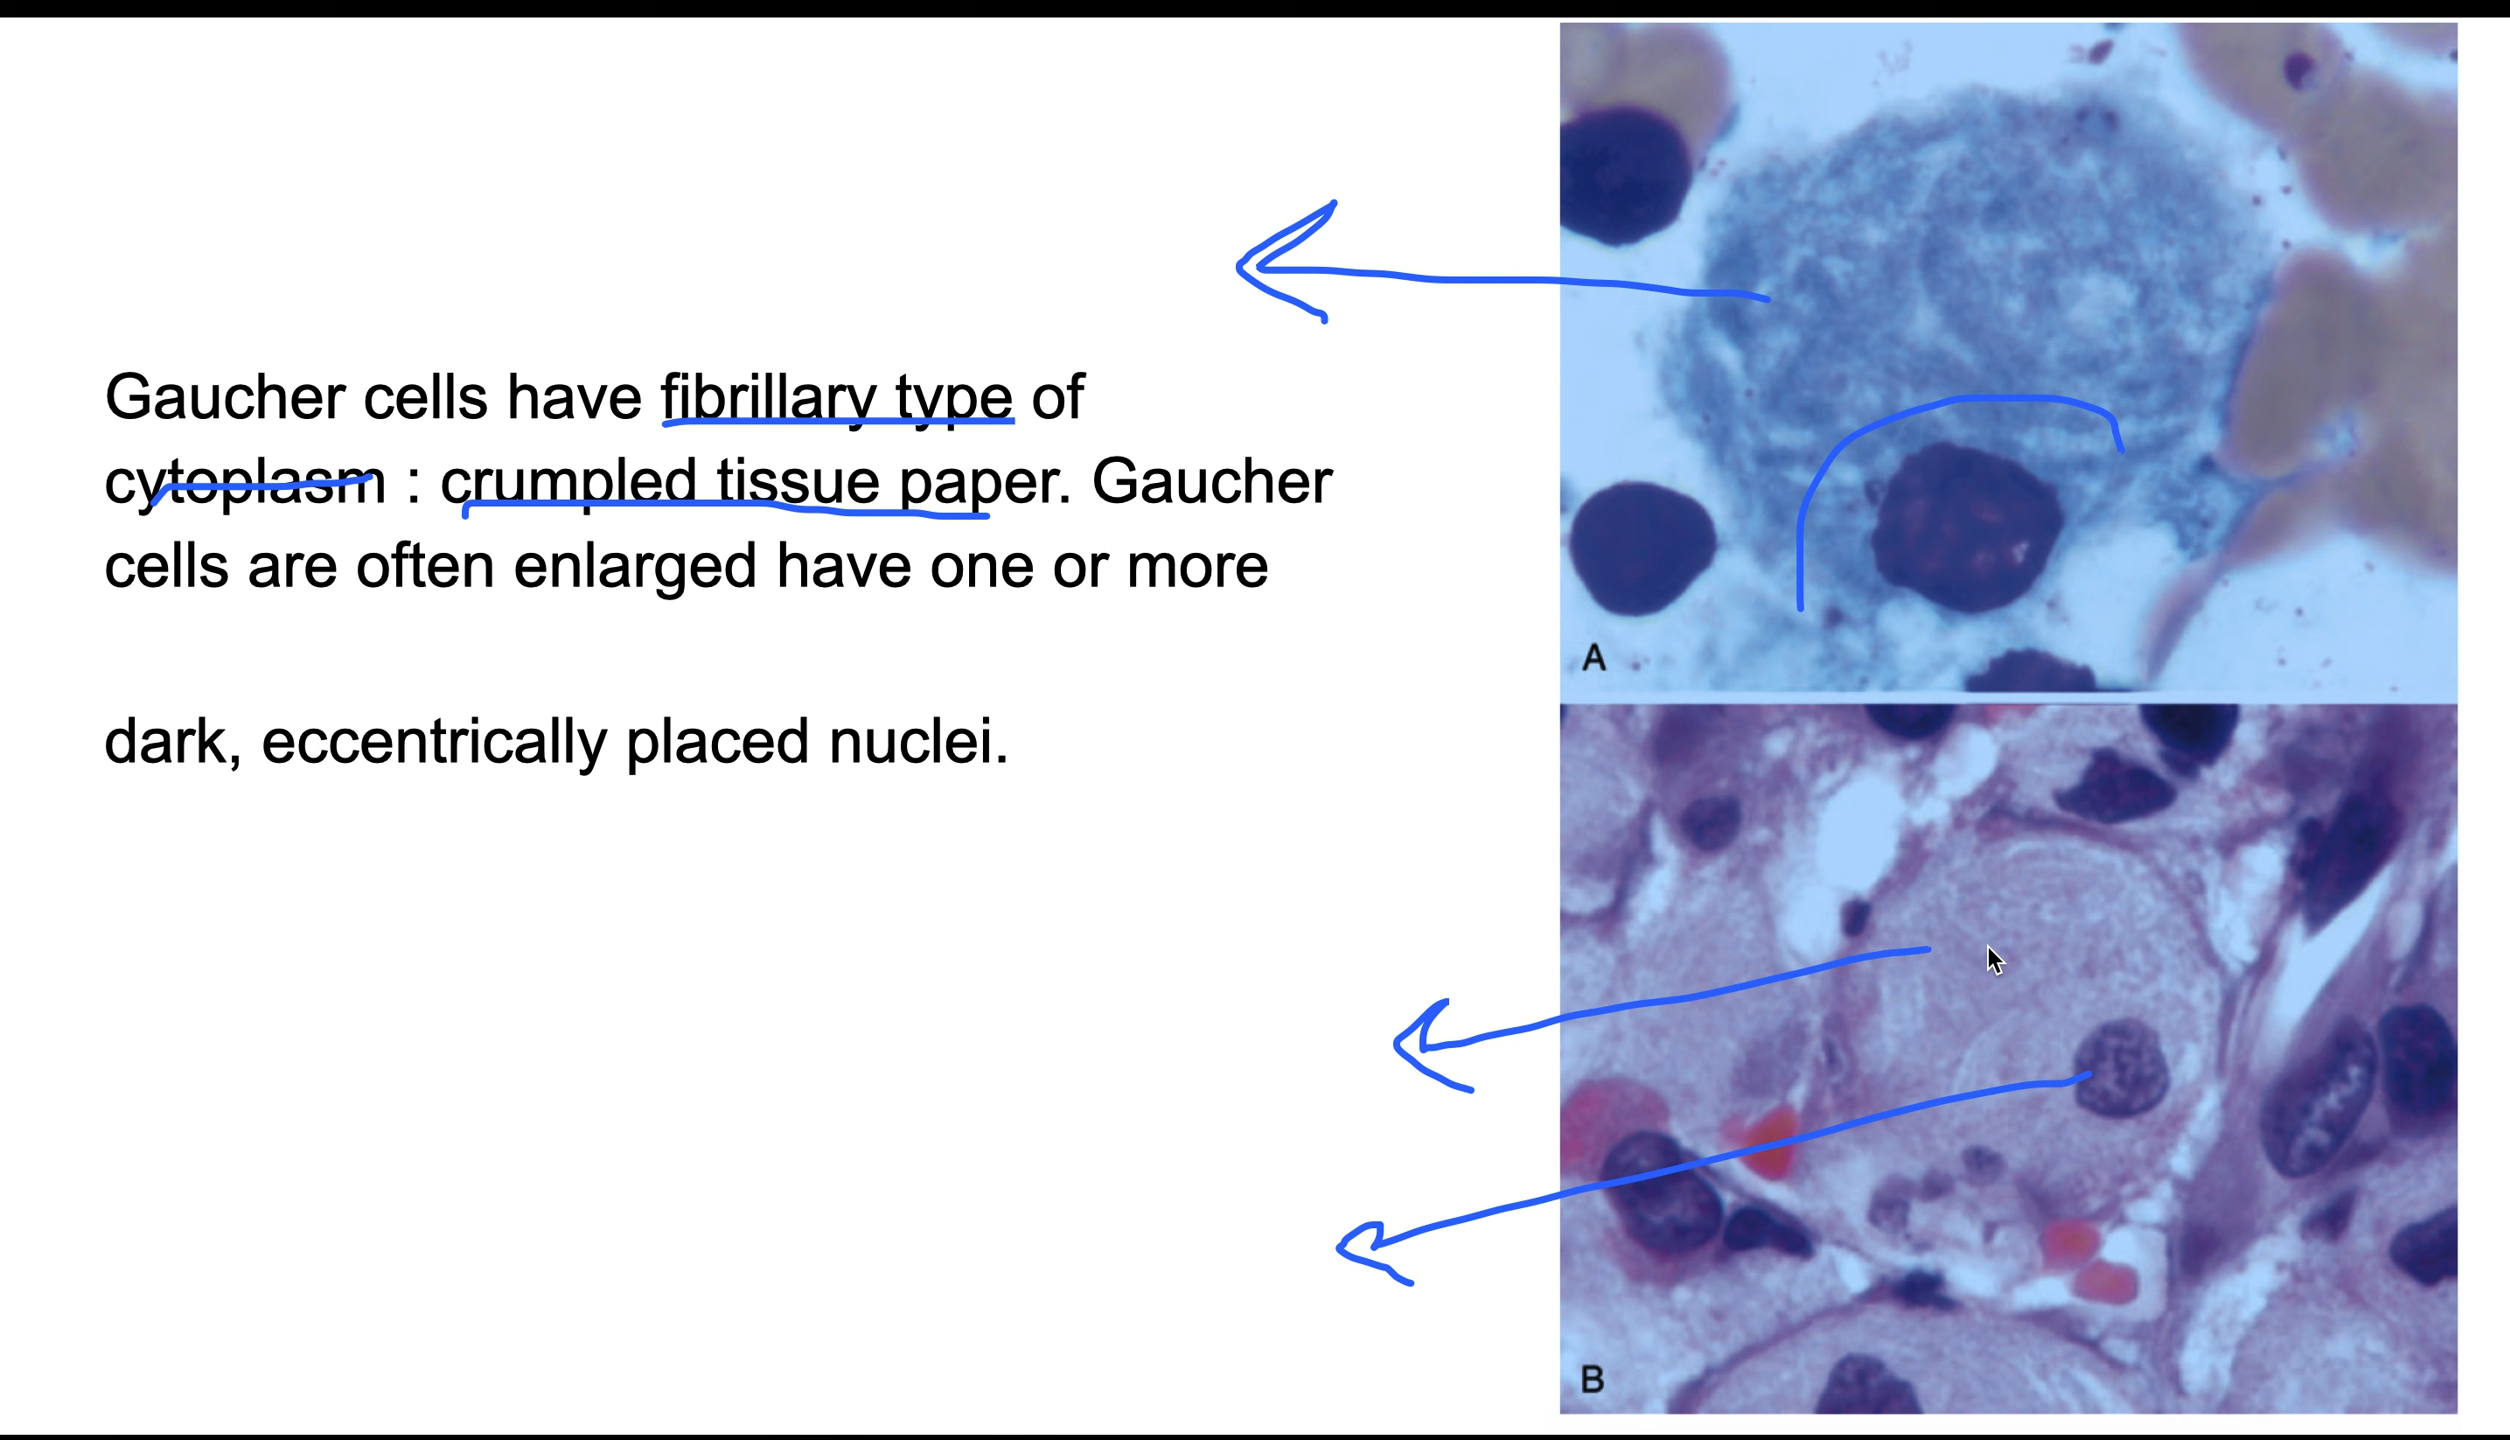 Gaucher cells have fibrillary type of
cytoplasm : crumpled tissue paper. Gaucher
cells are often enlarged have one or more
dark, eccentrically placed nuclei.
A
B